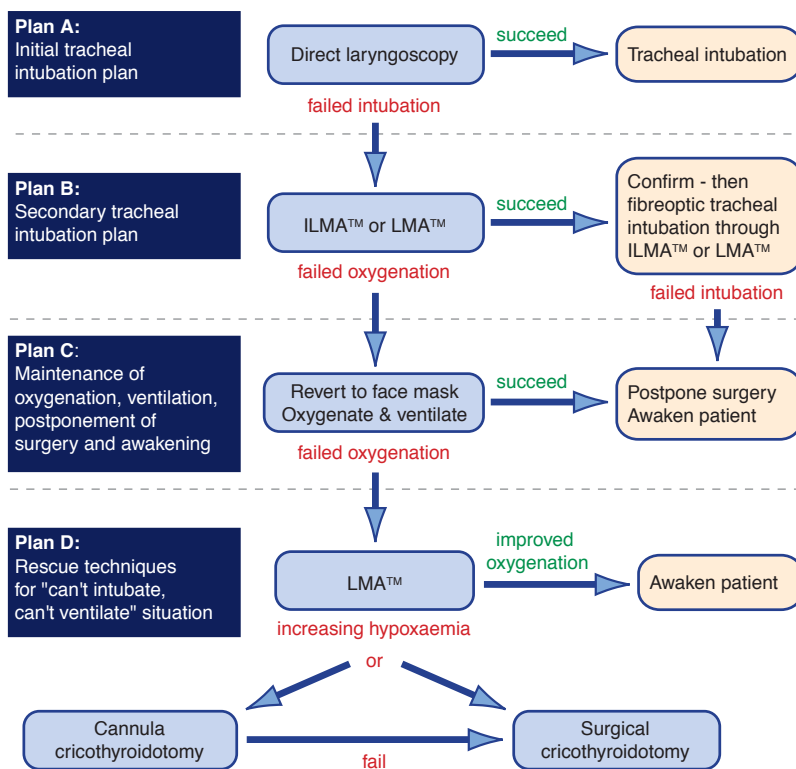 Plan A:
Initial tracheal
intubation plan
Direct laryngoscopy
succeed
Tracheal intubation
failed intubation
Plan B:
Secondary tracheal
intubation plan
ILMA™ or LMA™
succeed
Confirm - then
fibreoptic tracheal
intubation through
ILMA™ or LMA™
failed oxygenation
failed intubation
Plan C:
Maintenance of
oxygenation, ventilation,
postponement of
surgery and awakening
Revert to face mask
Oxygenate & ventilate
succeed
Postpone surgery
Awaken patient
failed oxygenation
Plan D:
Rescue techniques
for "can't intubate,
can't ventilate" situation
LMA™
improved
oxygenation
Awaken patient
increasing hypoxaemia
or
Cannula
cricothyroidotomy
fail
Surgical
cricothyroidotomy